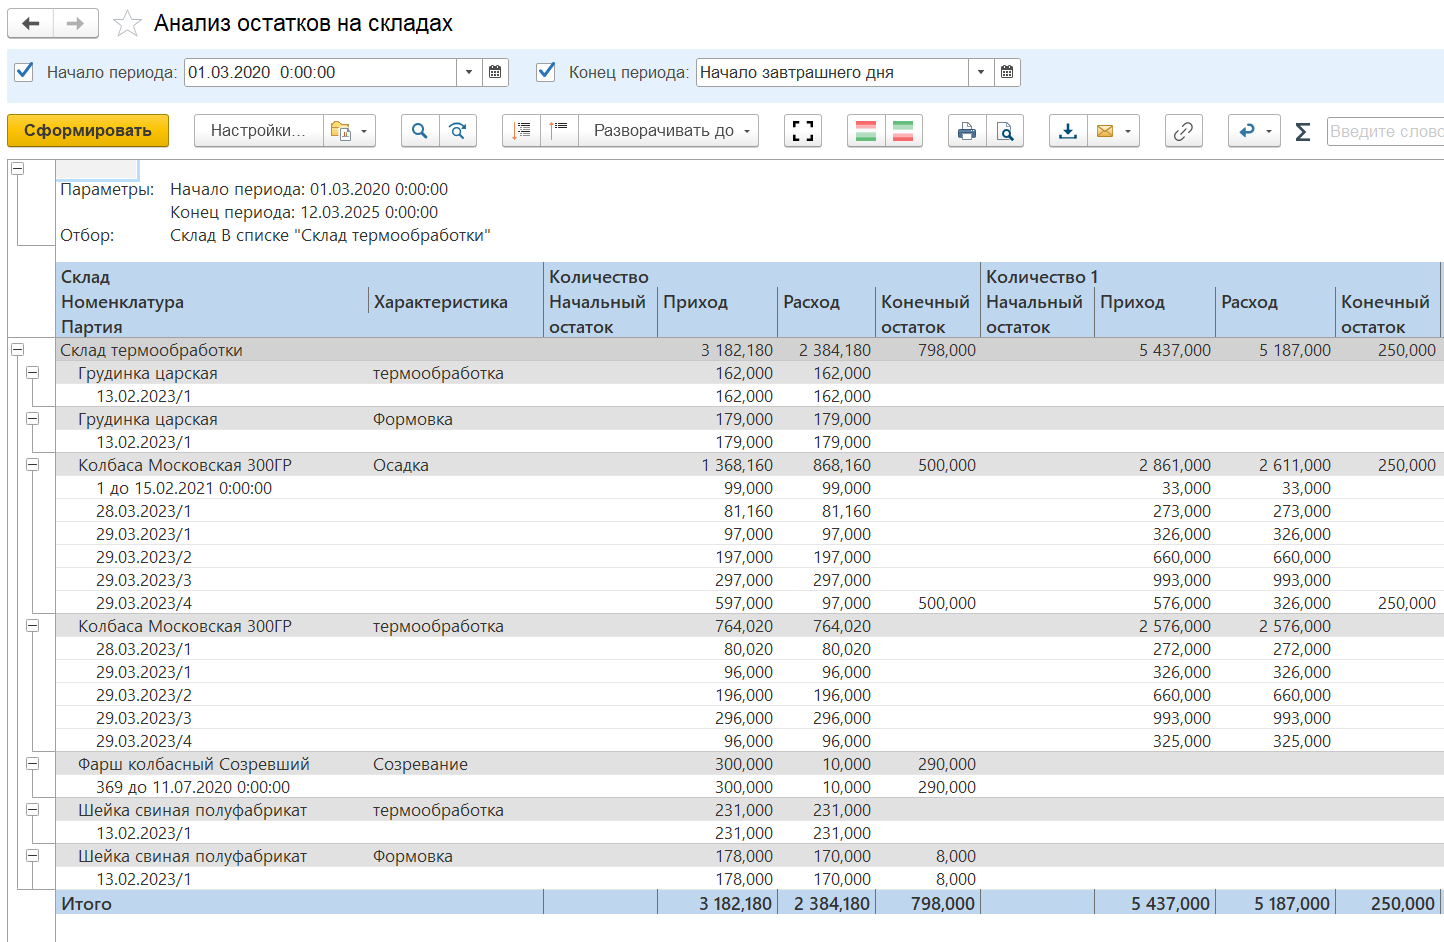 Анализ остатков на складах
Начало периода: 01.03.2020 0:00:00 Конец периода: Начало завтрашнего дня
Сформировать Настройки... Разворачивать до Σ Введите слово
Параметры: Начало периода: 01.03.2020 0:00:00
Конец периода: 12.03.2025 0:00:00
Отбор: Склад В списке "Склад термообработки"
Склад Количество Количество 1
Номенклатура Характеристика Начальный Приход Расход Конечный Начальный Приход Расход Конечный
Партия остаток остаток остаток остаток
Склад термообработки 3 182,180 2 384,180 798,000 5 437,000 5 187,000 250,000
Грудинка царская термообработка 162,000 162,000
13.02.2023/1 162,000 162,000
Грудинка царская Формовка 179,000 179,000
13.02.2023/1 179,000 179,000
Колбаса Московская 300ГР Осадка 1 368,160 868,160 500,000 2 861,000 2 611,000 250,000
1 до 15.02.2021 0:00:00 99,000 99,000 33,000 33,000
28.03.2023/1 81,160 81,160 273,000 273,000
29.03.2023/1 97,000 97,000 326,000 326,000
29.03.2023/2 197,000 197,000 660,000 660,000
29.03.2023/3 297,000 297,000 993,000 993,000
29.03.2023/4 597,000 97,000 500,000 576,000 326,000 250,000
Колбаса Московская 300ГР термообработка 764,020 764,020 2 576,000 2 576,000
28.03.2023/1 80,020 80,020 272,000 272,000
29.03.2023/1 96,000 96,000 326,000 326,000
29.03.2023/2 196,000 196,000 660,000 660,000
29.03.2023/3 296,000 296,000 993,000 993,000
29.03.2023/4 96,000 96,000 325,000 325,000
Фарш колбасный Созревший Созревание 300,000 10,000 290,000
369 до 11.07.2020 0:00:00 300,000 10,000 290,000
Шейка свиная полуфабрикат термообработка 231,000 231,000
13.02.2023/1 231,000 231,000
Шейка свиная полуфабрикат Формовка 178,000 170,000 8,000
13.02.2023/1 178,000 170,000 8,000
Итого 3 182,180 2 384,180 798,000 5 437,000 5 187,000 250,000